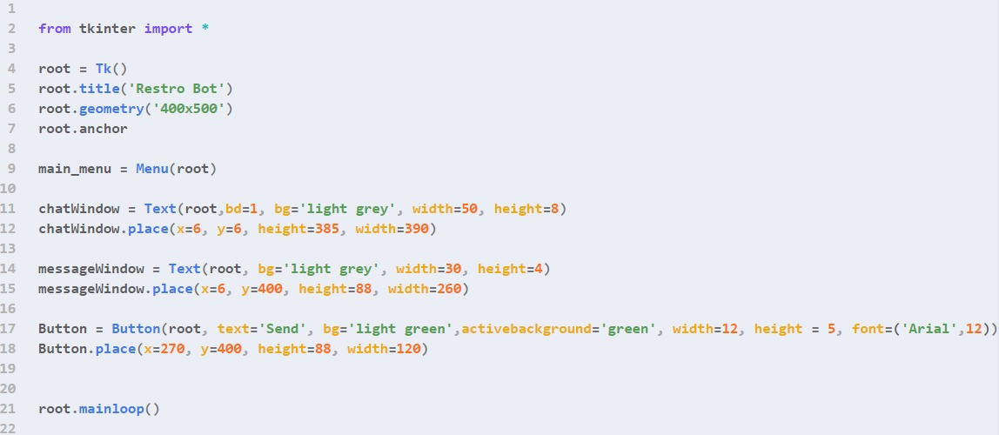 1
2 from tkinter import *
3
4 root = Tk()
5 root.title('Restro Bot')
6 root.geometry('400x500')
7 root.anchor
8
9 main_menu = Menu(root)
10
11 chatWindow = Text(root,bd=1, bg='light grey', width=50, height=8)
12 chatWindow.place(x=6, y=6, height=385, width=390)
13
14 messageWindow = Text(root, bg='light grey', width=30, height=4)
15 messageWindow.place(x=6, y=400, height=88, width=260)
16
17 Button = Button(root, text='Send', bg='light green',activebackground='green', width=12, height = 5, font=('Arial',12))
18 Button.place(x=270, y=400, height=88, width=120)
19
20
21 root.mainloop()
22